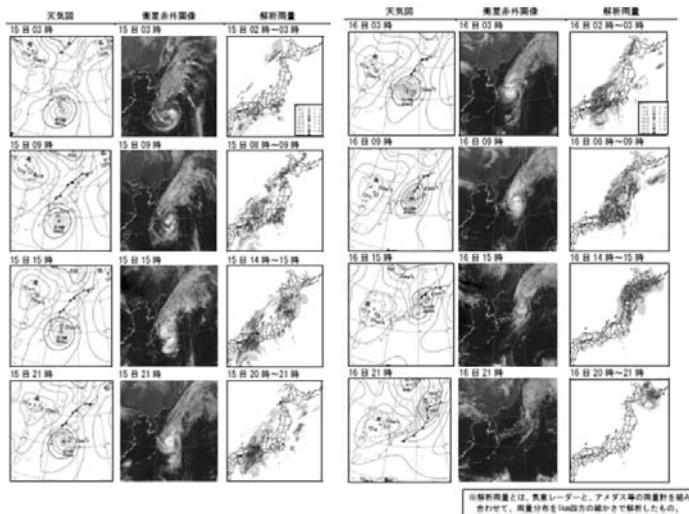 天気図 衛星赤外画像 解析雨量
15日03時 15日03時 15日02時～03時
15日09時 15日09時 15日08時～09時
15日15時 15日15時 15日14時～15時
15日21時 15日21時 15日20時～21時
天気図 衛星赤外画像 解析雨量
16日03時 16日03時 16日02時～03時
16日09時 16日09時 16日08時～09時
16日15時 16日15時 16日14時～15時
16日21時 16日21時 16日20時～21時
※解析雨量とは、気象レーダーと、アメダス等の雨量計を組み
合わせて、雨量分布を1km四方の細かさで解析したもの。